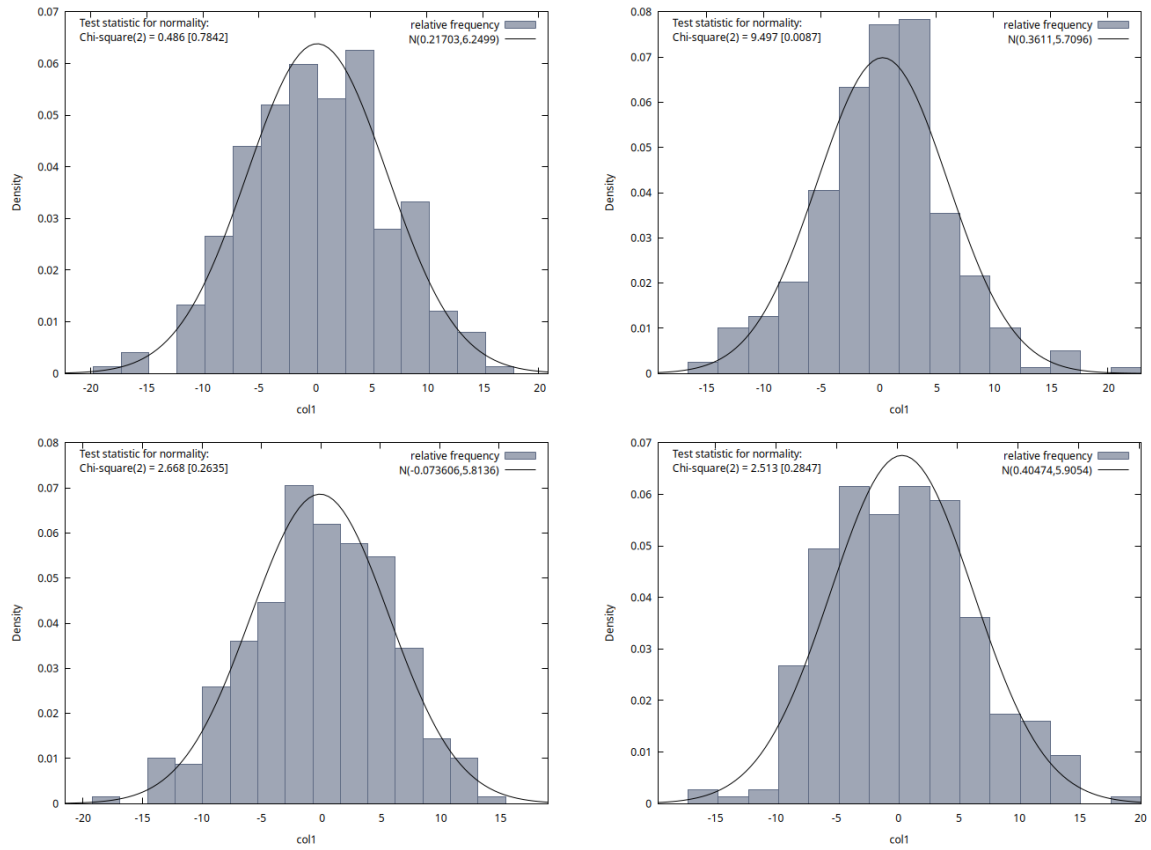 Test statistic for normality:
Chi-square(2) = 0.486 [0.7842]
relative frequency
N(0.21703,6.2499)
0.07
0.06
0.05
0.04
0.03
0.02
0.01
0
Density
-20 -15 -10 -5 0 5 10 15 20
col1
Test statistic for normality:
Chi-square(2) = 9.497 [0.0087]
relative frequency
N(0.3611,5.7096)
0.08
0.07
0.06
0.05
0.04
0.03
0.02
0.01
0
Density
-15 -10 -5 0 5 10 15 20
col1
Test statistic for normality:
Chi-square(2) = 2.668 [0.2635]
relative frequency
N(-0.073606,5.8136)
0.08
0.07
0.06
0.05
0.04
0.03
0.02
0.01
0
Density
-20 -15 -10 -5 0 5 10 15
col1
Test statistic for normality:
Chi-square(2) = 2.513 [0.2847]
relative frequency
N(0.40474,5.9054)
0.07
0.06
0.05
0.04
0.03
0.02
0.01
0
Density
-15 -10 -5 0 5 10 15 20
col1